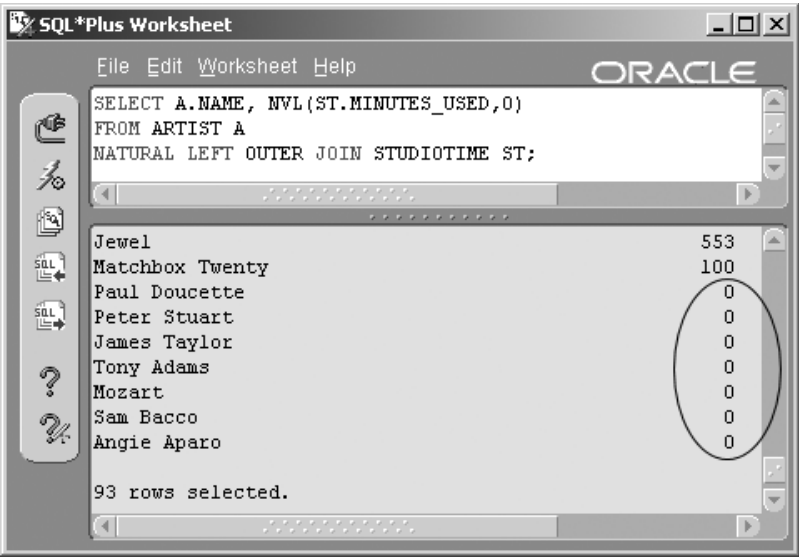 SQL*Plus Worksheet
File Edit Worksheet Help
ORACLE
SELECT A.NAME, NVL(ST.MINUTES_USED,0)
FROM ARTIST A
NATURAL LEFT OUTER JOIN STUDIOTIME ST;
Jewel 553
Matchbox Twenty 100
Paul Doucette 0
Peter Stuart 0
James Taylor 0
Tony Adams 0
Mozart 0
Sam Bacco 0
Angie Aparo 0
93 rows selected.
SQL
SQL
?
?